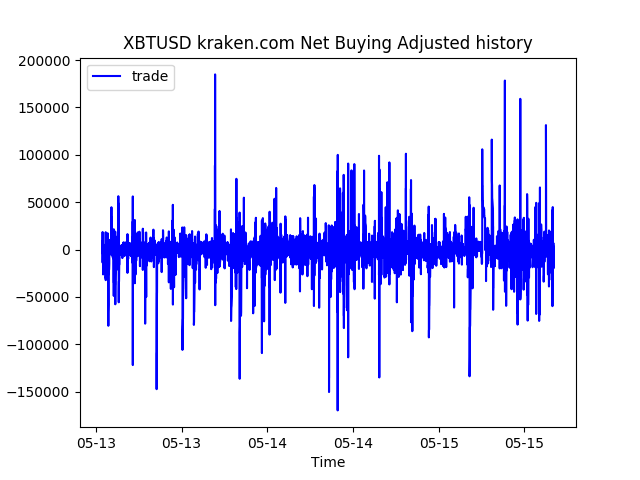 XBTUSD kraken.com Net Buying Adjusted history
trade
200000
150000
100000
50000
0
−50000
−100000
−150000
05-13 05-13 05-14 05-14 05-15 05-15
Time